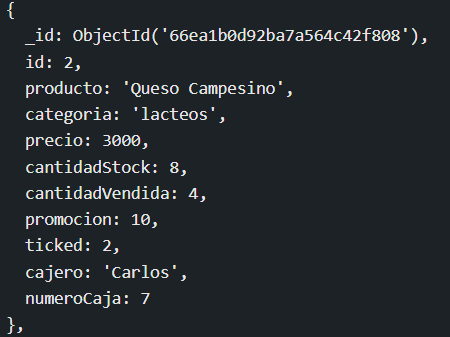 {
  _id: ObjectId('66ea1b0d92ba7a564c42f808'),
  id: 2,
  producto: 'Queso Campesino',
  categoria: 'lacteos',
  precio: 3000,
  cantidadStock: 8,
  cantidadVendida: 4,
  promocion: 10,
  ticked: 2,
  cajero: 'Carlos',
  numeroCaja: 7
},